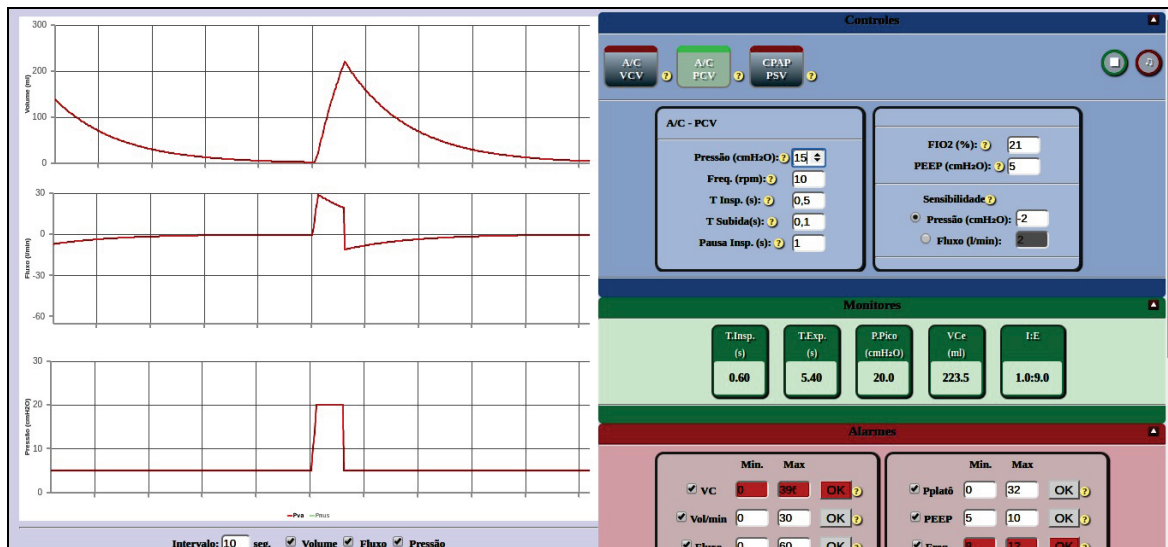 Controles
A/C
VCV
?
A/C
PCV
?
CPAP
PSV
?
A/C - PCV
Pressão (cmH₂O): ? 15
Freq. (rpm): ? 10
T Insp. (s): ? 0,5
T Subida(s): ? 0,1
Pausa Insp. (s): ? 1
FIO2 (%): ? 21
PEEP (cmH₂O): ? 5
Sensibilidade ?
Pressão (cmH₂O): -2
Fluxo (l/min): 2
Monitores
T.Insp.
(s)
0.60
T.Exp.
(s)
5.40
P.Pico
(cmH₂O)
20.0
VCe
(ml)
223.5
I:E
1.0:9.0
Alarmes
Min. Max
VC 0 OK ?
Vol/min 0 30 OK ?
Fluxo 0 60 OK
Min. Max
Pplatô 0 32 OK ?
PEEP 5 10 OK ?
Freq. 8 12 OK
Volume (ml)
300
200
100
0
Fluxo (l/min)
30
0
-30
-60
Pressão (cmH2O)
30
20
10
0
Pva Pmus
Intervalo: 10 seg. Volume Fluxo Pressão